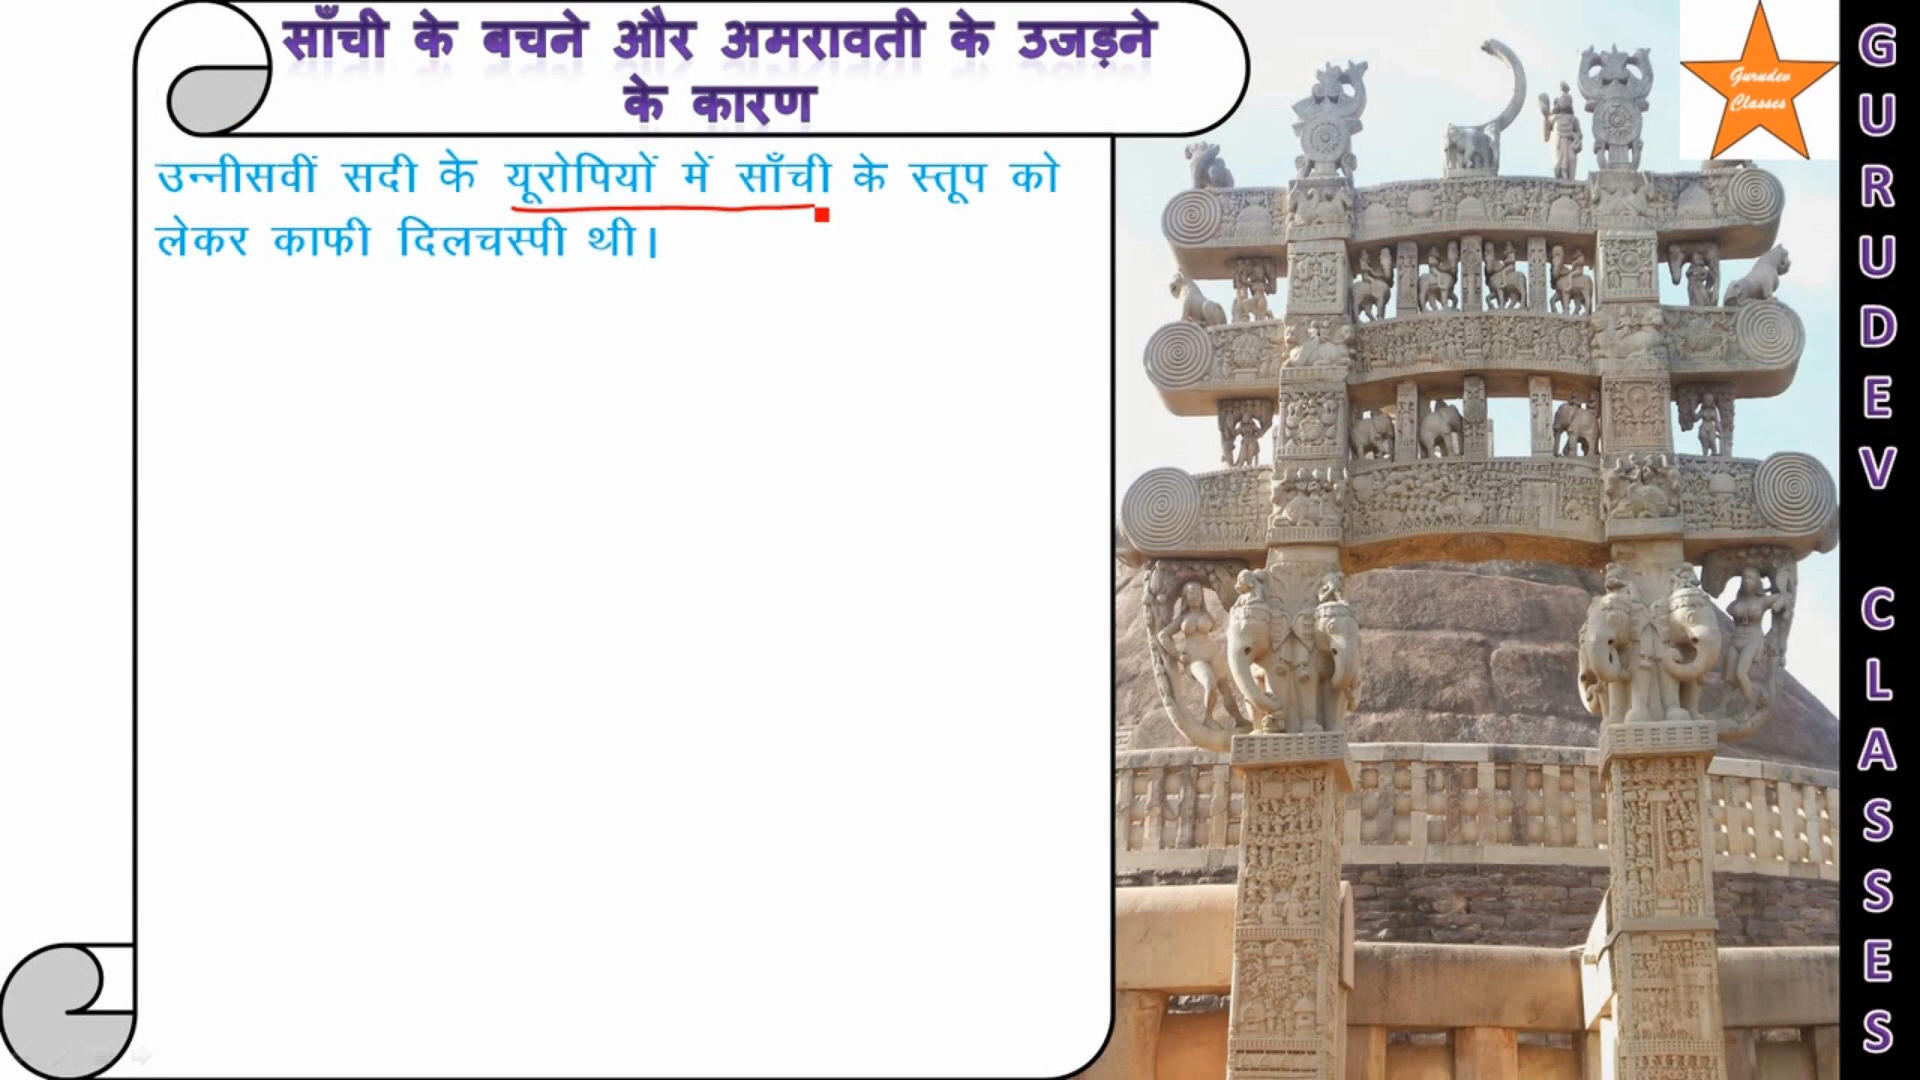 साँची के बचने और अमरावती के उजड़ने
के कारण
उन्नीसवीं सदी के यूरोपियों में साँची के स्तूप को
लेकर काफी दिलचस्पी थी।
Gurudev
Classes
GURUDEV CLASSES